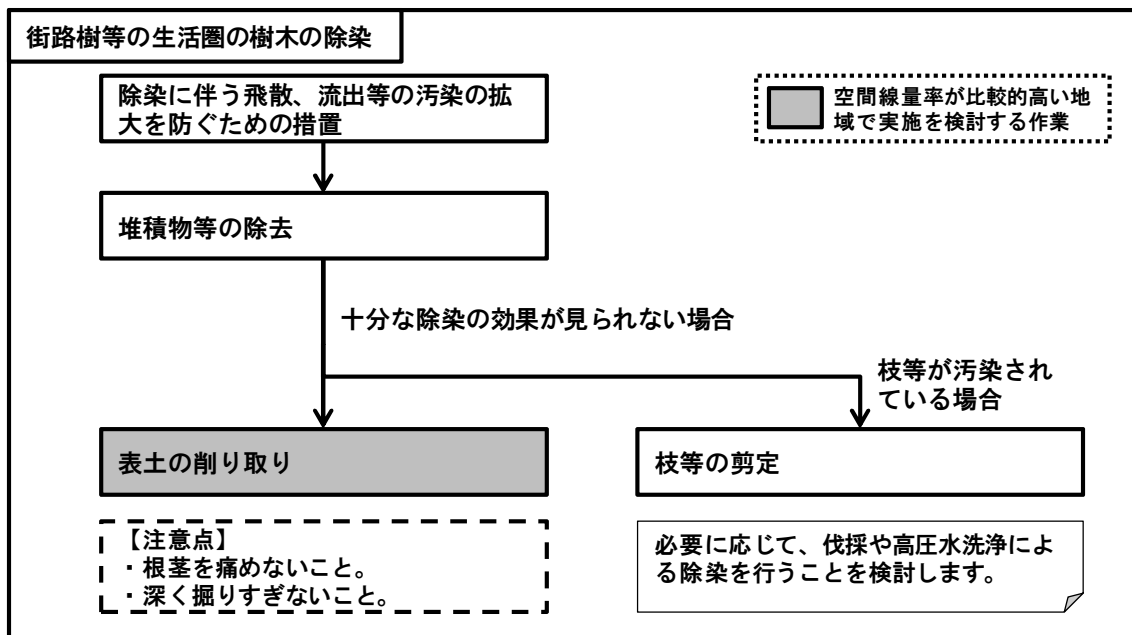 街路樹等の生活圏の樹木の除染
除染に伴う飛散、流出等の汚染の拡
大を防ぐための措置
空間線量率が比較的高い地
域で実施を検討する作業
堆積物等の除去
十分な除染の効果が見られない場合
枝等が汚染され
ている場合
表土の削り取り
枝等の剪定
【注意点】
・根茎を痛めないこと。
・深く掘りすぎないこと。
必要に応じて、伐採や高圧水洗浄によ
る除染を行うことを検討します。